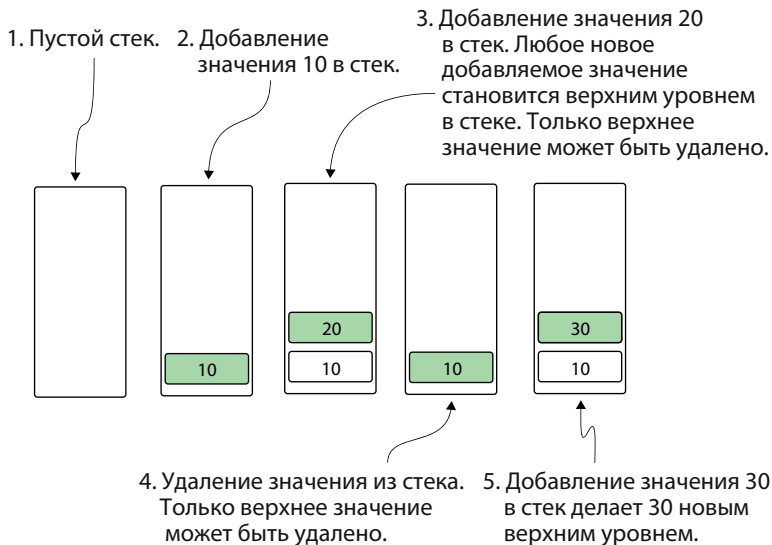 1. Пустой стек.
2. Добавление
значения 10 в стек.
3. Добавление значения 20
в стек. Любое новое
добавляемое значение
становится верхним уровнем
в стеке. Только верхнее
значение может быть удалено.
20
30
10
10
10
10
4. Удаление значения из стека.
Только верхнее значение
может быть удалено.
5. Добавление значения 30
в стек делает 30 новым
верхним уровнем.